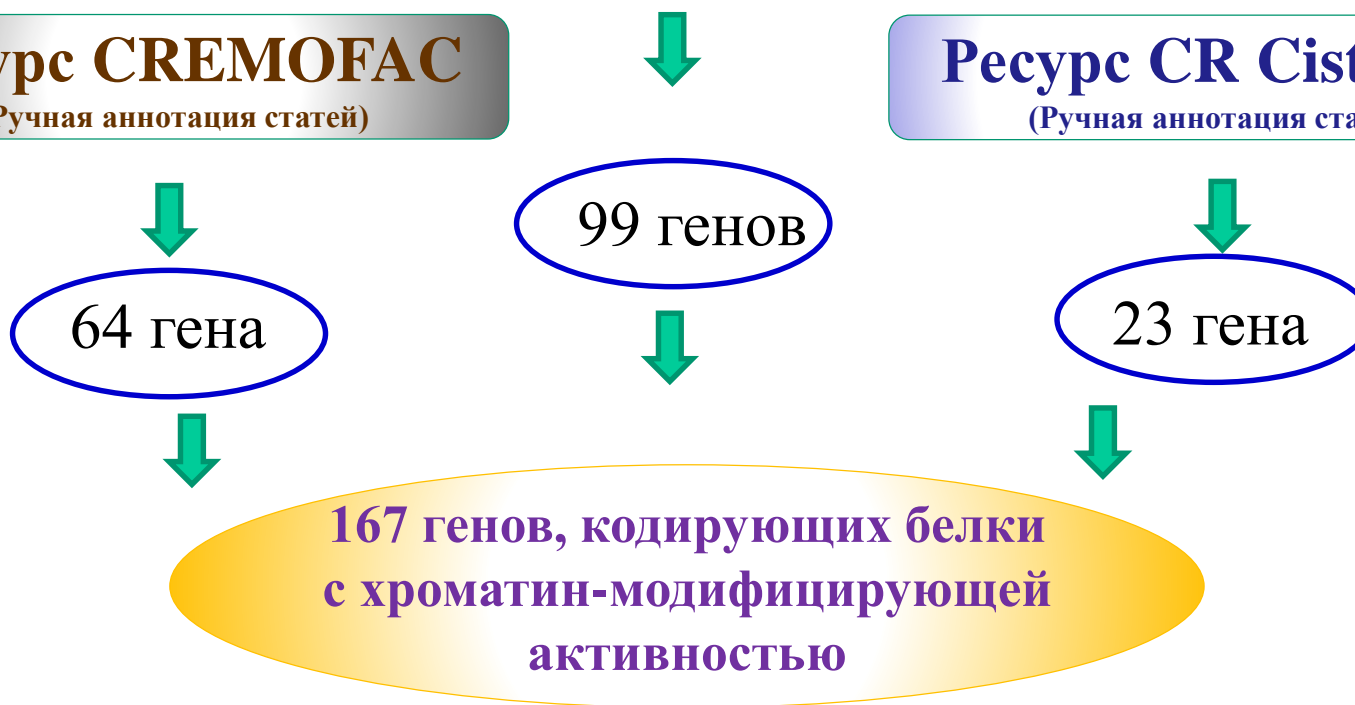 урс CREMOFAC
Ручная аннотация статей)
Ресурс CR Cist
(Ручная аннотация ста
99 генов
64 гена
23 гена
167 генов, кодирующих белки
с хроматин-модифицирующей
активностью